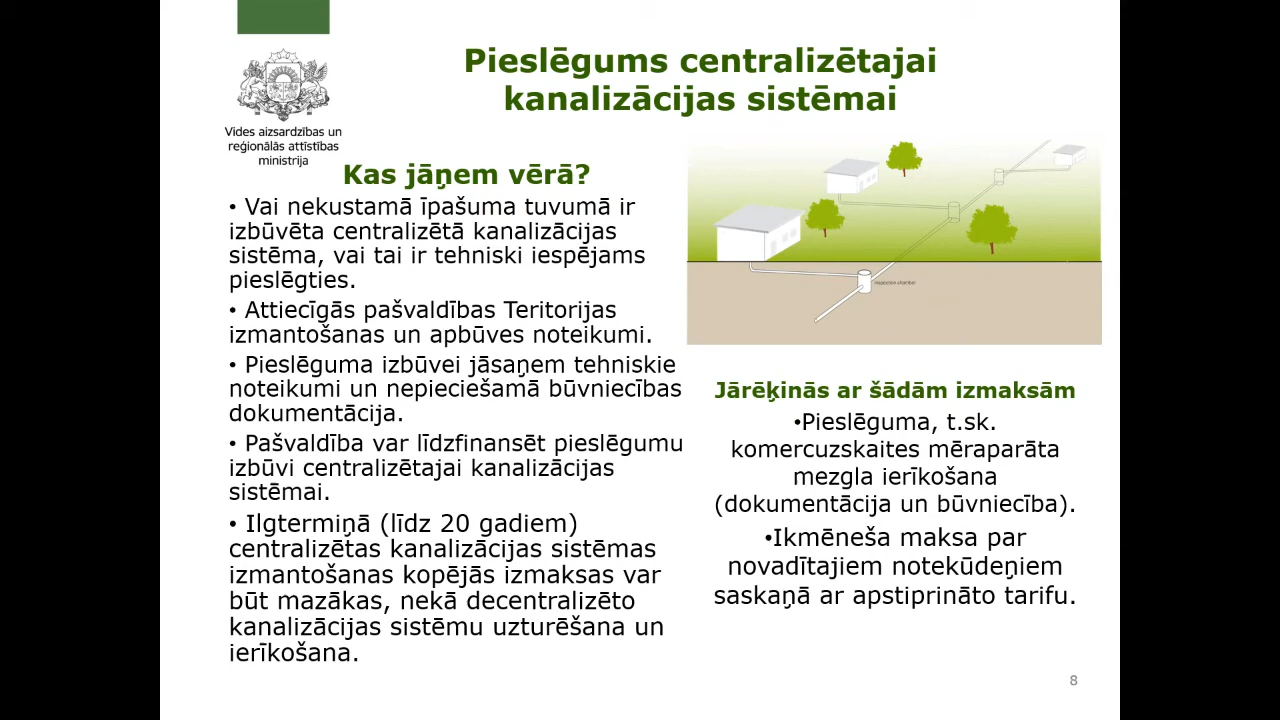 Pieslēgums centralizētajai
kanalizācijas sistēmai
Vides aizsardzības un
reģionālās attīstības
ministrija
Kas jāņem vērā?
• Vai nekustamā īpašuma tuvumā ir
izbūvēta centralizētā kanalizācijas
sistēma, vai tai ir tehniski iespējams
pieslēgties.
• Attiecīgās pašvaldības Teritorijas
izmantošanas un apbūves noteikumi.
• Pieslēguma izbūvei jāsaņem tehniskie
noteikumi un nepieciešamā būvniecības
dokumentācija.
• Pašvaldība var līdzfinansēt pieslēgumu
izbūvi centralizētajai kanalizācijas
sistēmai.
• Ilgtermiņā (līdz 20 gadiem)
centralizētas kanalizācijas sistēmas
izmantošanas kopējās izmaksas var
būt mazākas, nekā decentralizēto
kanalizācijas sistēmu uzturēšana un
ierīkošana.
inspection chamber
Jārēķinās ar šādām izmaksām
•Pieslēguma, t.sk.
komercuzskaites mēraparāta
mezgla ierīkošana
(dokumentācija un būvniecība).
•Ikmēneša maksa par
novadītajiem notekūdeņiem
saskaņā ar apstiprināto tarifu.
8